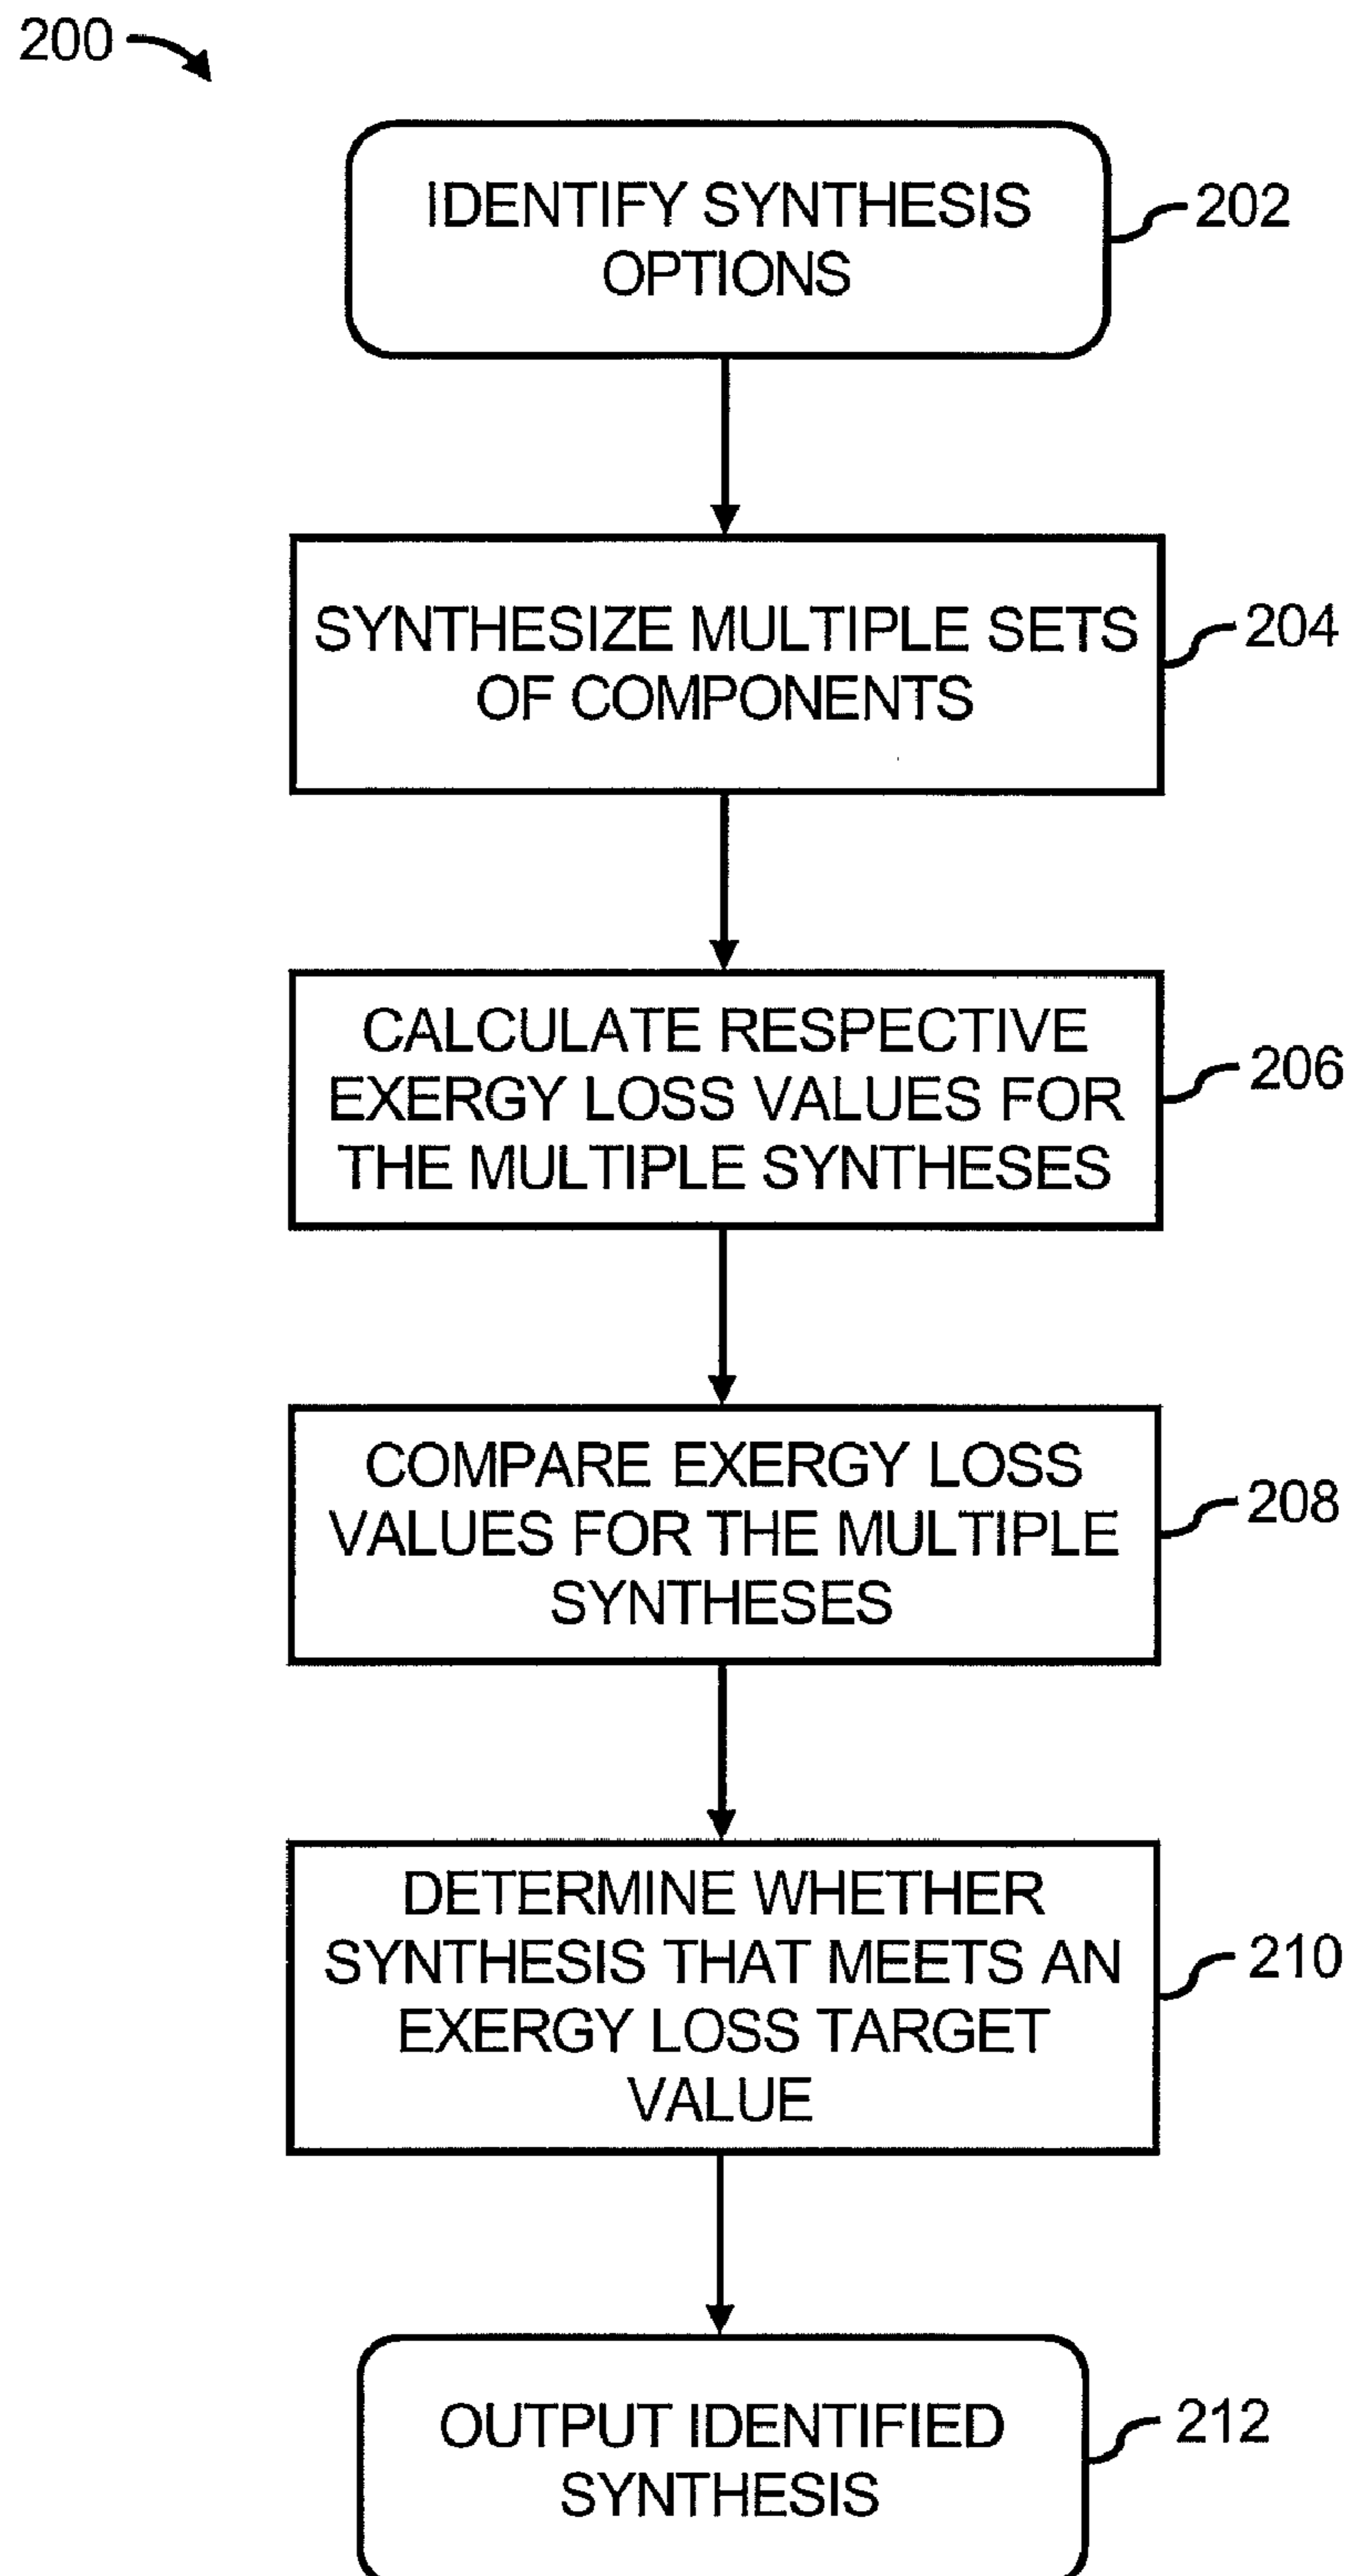 200
IDENTIFY SYNTHESIS
OPTIONS
202
SYNTHESIZE MULTIPLE SETS
OF COMPONENTS
204
CALCULATE RESPECTIVE
EXERGY LOSS VALUES FOR
THE MULTIPLE SYNTHESES
206
COMPARE EXERGY LOSS
VALUES FOR THE MULTIPLE
SYNTHESES
208
DETERMINE WHETHER
SYNTHESIS THAT MEETS AN
EXERGY LOSS TARGET
VALUE
210
OUTPUT IDENTIFIED
SYNTHESIS
212